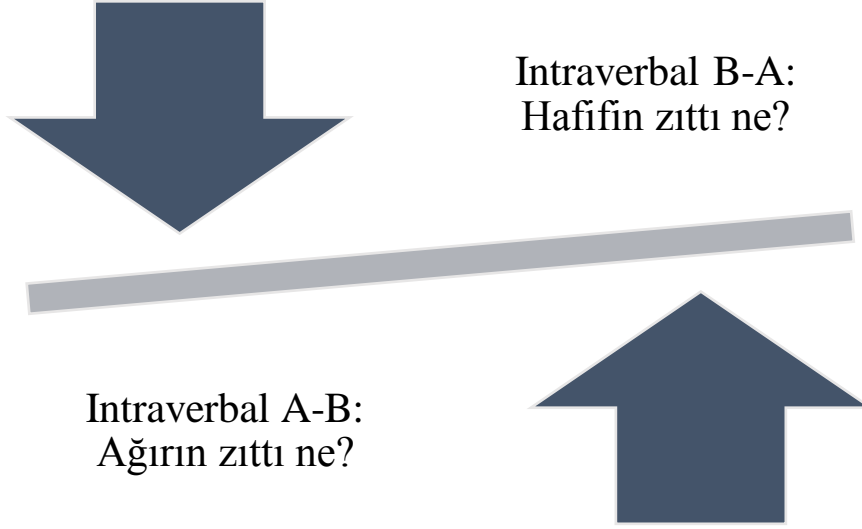 Intraverbal B-A:
Hafifin zıttı ne?
Intraverbal A-B:
Ağırın zıttı ne?